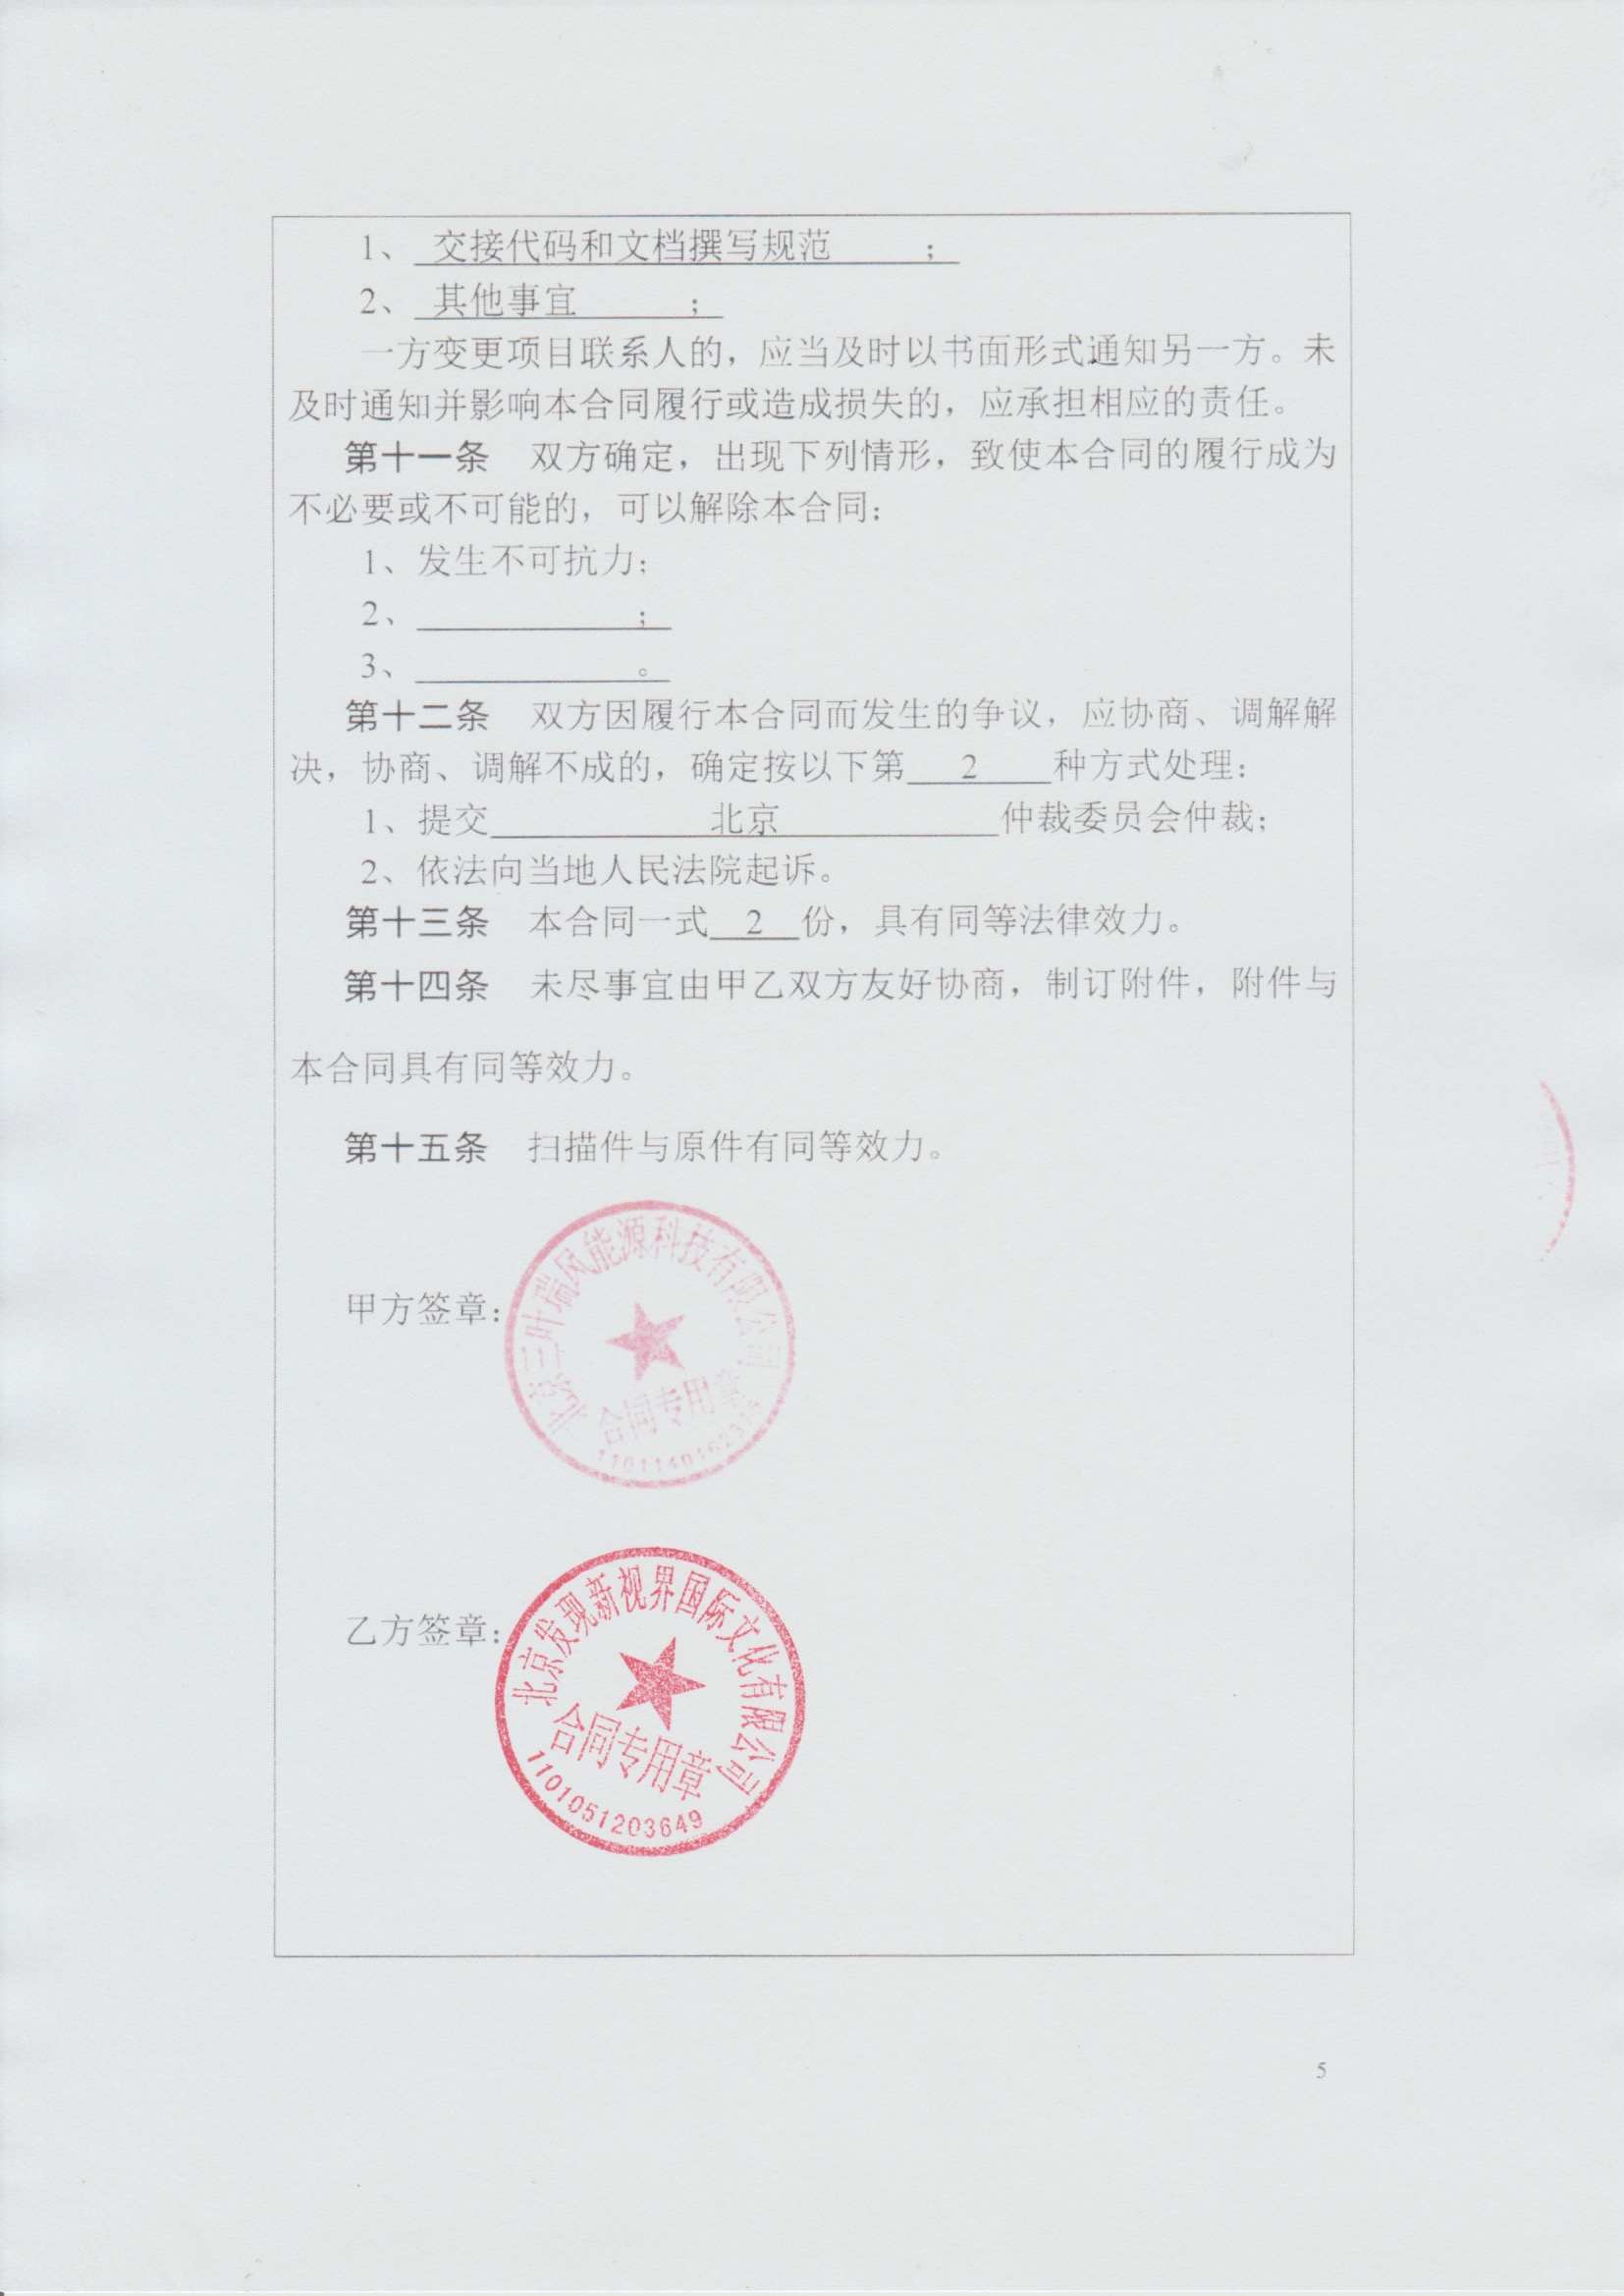 1、 交接代码和文档撰写规范 ；
2、 其他事宜 ；
一方变更项目联系人的，应当及时以书面形式通知另一方。未
及时通知并影响本合同履行或造成损失的，应承担相应的责任。
第十一条 双方确定，出现下列情形，致使本合同的履行成为
不必要或不可能的，可以解除本合同：
1、发生不可抗力；
2、 ；
3、 。
第十二条 双方因履行本合同而发生的争议，应协商、调解解
决，协商、调解不成的，确定按以下第 2 种方式处理：
1、提交 北京 仲裁委员会仲裁；
2、依法向当地人民法院起诉。
第十三条 本合同一式 2 份，具有同等法律效力。
第十四条 未尽事宜由甲乙双方友好协商，制订附件，附件与
本合同具有同等效力。
第十五条 扫描件与原件有同等效力。
甲方签章：
北京三叶瑞风能源科技有限公司
合同专用章
乙方签章：
北京发现新视界国际文化有限公司
合同专用章
1101051203649
5